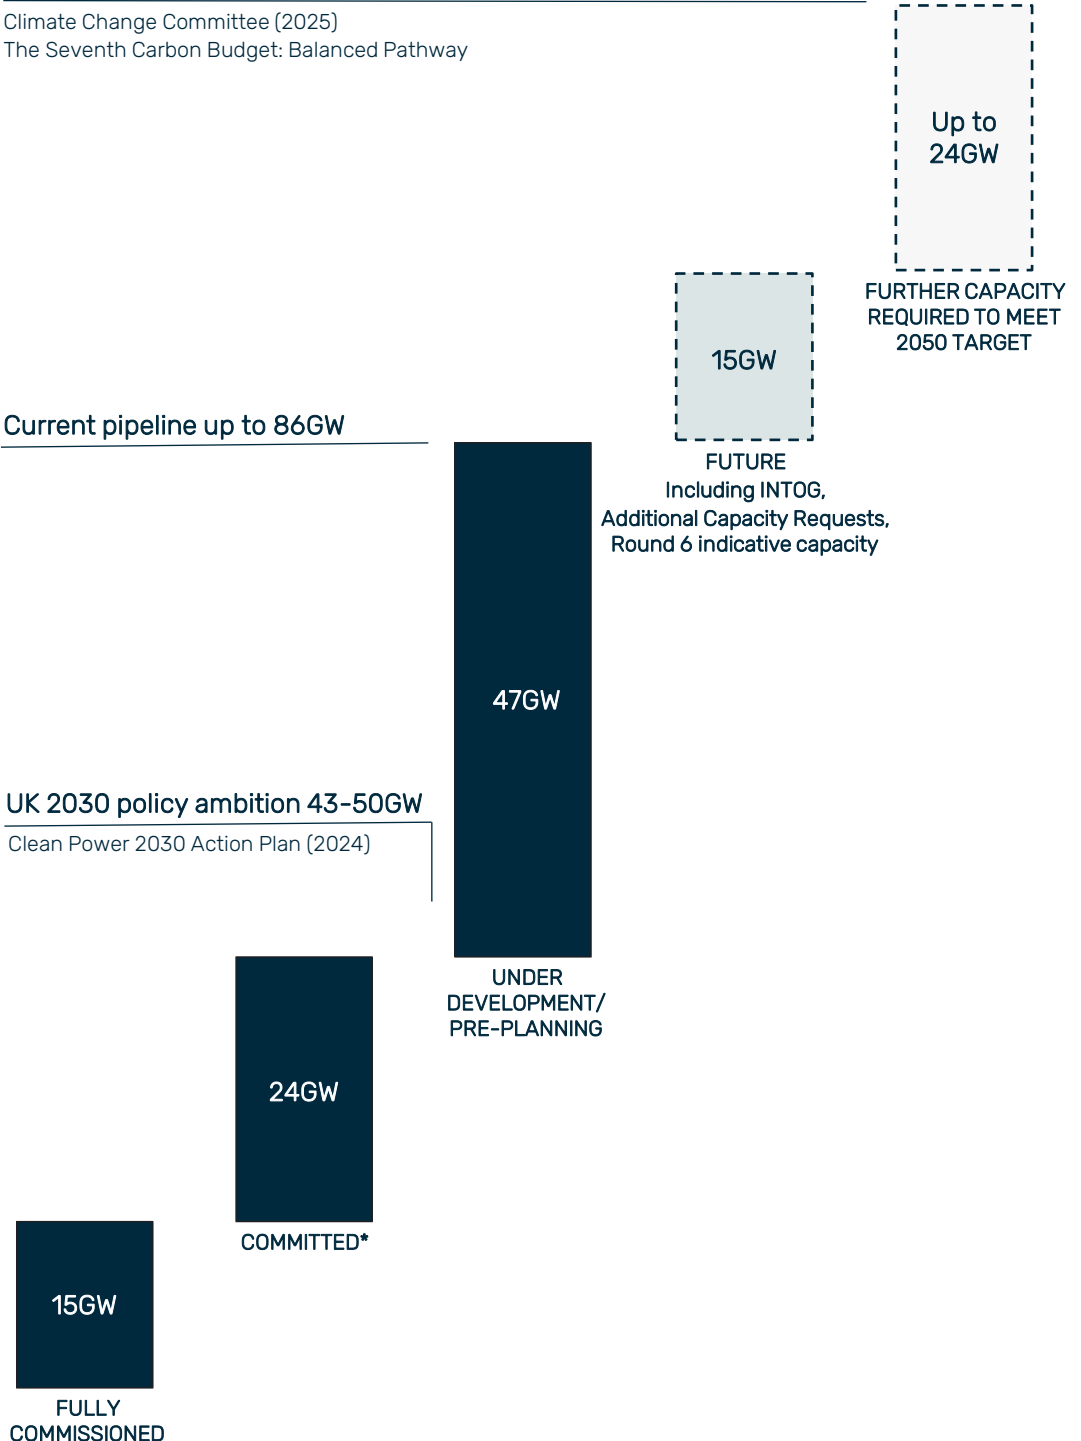 Climate Change Committee (2025)
The Seventh Carbon Budget: Balanced Pathway
Up to
24GW
FURTHER CAPACITY
REQUIRED TO MEET
2050 TARGET
15GW
FUTURE
Including INTOG,
Additional Capacity Requests,
Round 6 indicative capacity
Current pipeline up to 86GW
47GW
UNDER
DEVELOPMENT/
PRE-PLANNING
UK 2030 policy ambition 43-50GW
Clean Power 2030 Action Plan (2024)
24GW
COMMITTED*
15GW
FULLY
COMMISSIONED